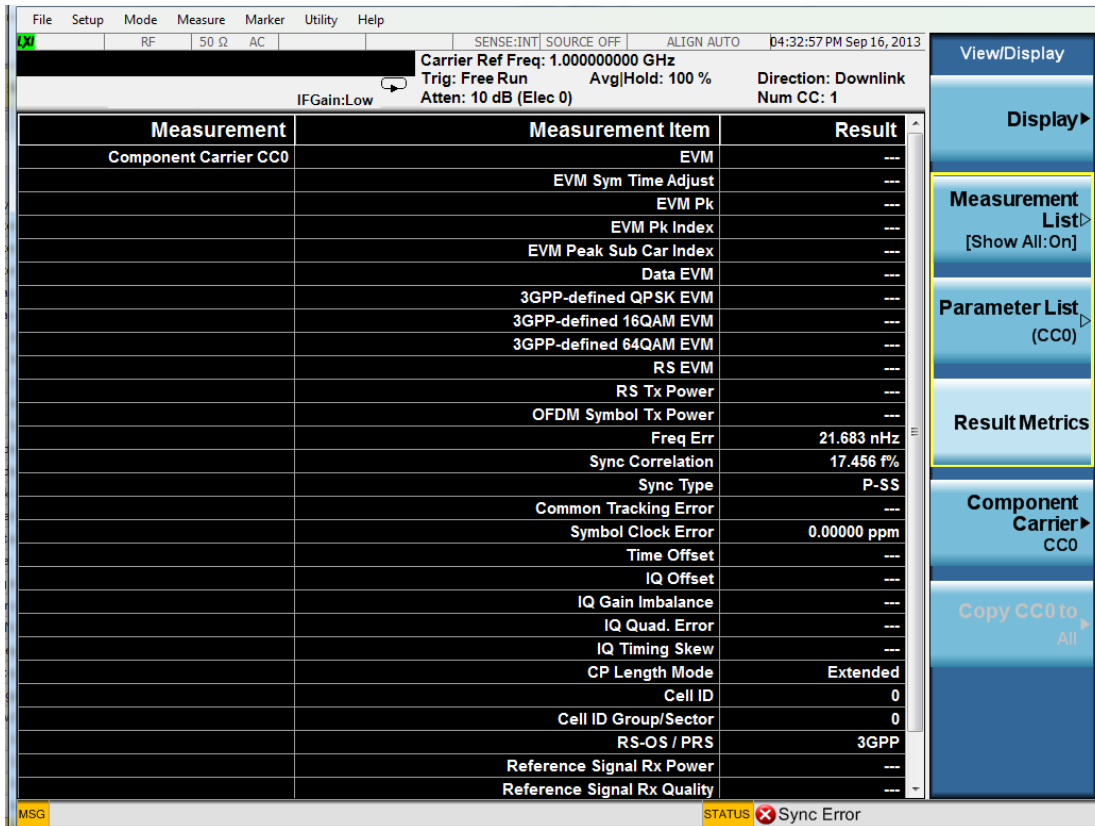 File Setup Mode Measure Marker Utility Help
LXI RF 50 Ω AC SENSE:INT SOURCE OFF ALIGN AUTO 04:32:57 PM Sep 16, 2013
Carrier Ref Freq: 1.000000000 GHz
Trig: Free Run Avg|Hold: 100 % Direction: Downlink
IFGain:Low Atten: 10 dB (Elec 0) Num CC: 1
Measurement Measurement Item Result
Component Carrier CC0 EVM ---
EVM Sym Time Adjust ---
EVM Pk ---
EVM Pk Index ---
EVM Peak Sub Car Index ---
Data EVM ---
3GPP-defined QPSK EVM ---
3GPP-defined 16QAM EVM ---
3GPP-defined 64QAM EVM ---
RS EVM ---
RS Tx Power ---
OFDM Symbol Tx Power ---
Freq Err 21.683 nHz
Sync Correlation 17.456 f%
Sync Type P-SS
Common Tracking Error ---
Symbol Clock Error 0.00000 ppm
Time Offset ---
IQ Offset ---
IQ Gain Imbalance ---
IQ Quad. Error ---
IQ Timing Skew ---
CP Length Mode Extended
Cell ID 0
Cell ID Group/Sector 0
RS-OS / PRS 3GPP
Reference Signal Rx Power ---
Reference Signal Rx Quality ---
View/Display
Display
Measurement
List
[Show All:On]
Parameter List
(CC0)
Result Metrics
Component
Carrier
CC0
Copy CC0 to
All
MSG STATUS Sync Error